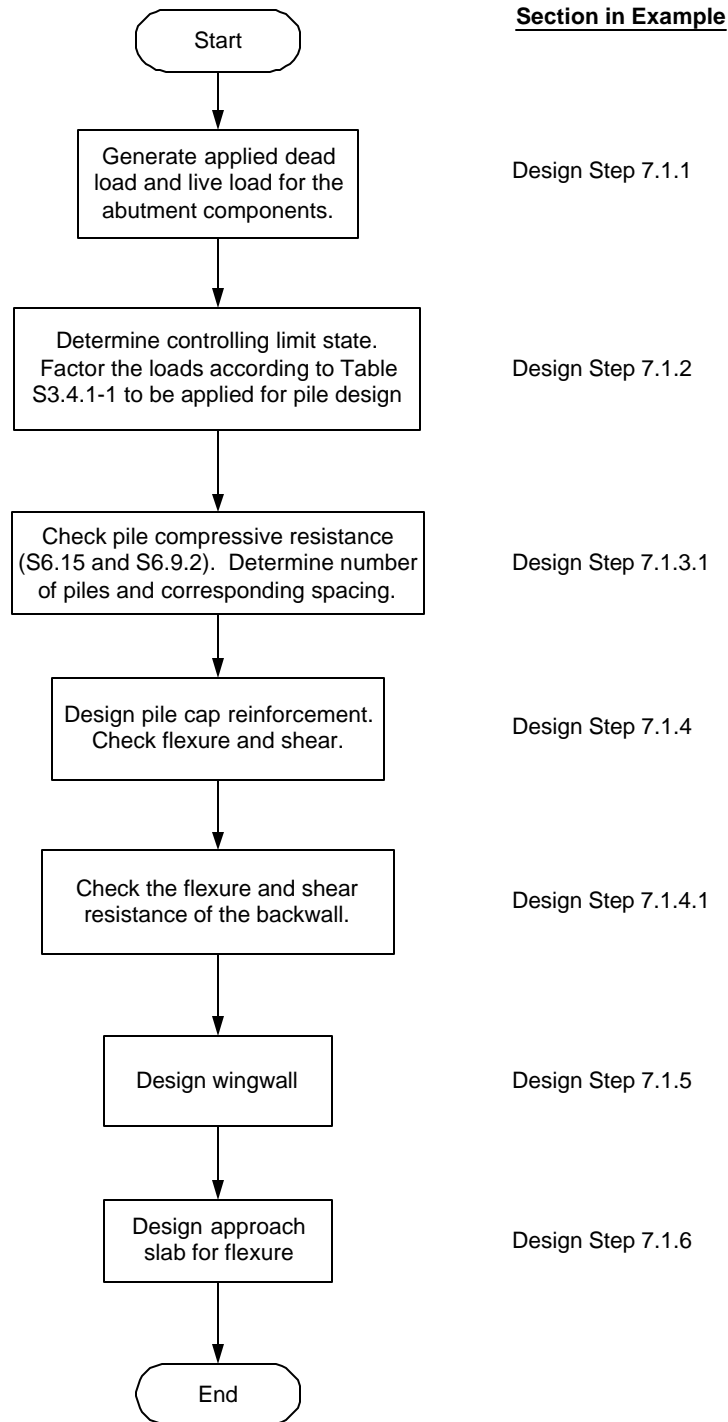 Section in Example
Start
Generate applied dead
load and live load for the
abutment components.
Design Step 7.1.1
Determine controlling limit state.
Factor the loads according to Table
S3.4.1-1 to be applied for pile design
Design Step 7.1.2
Check pile compressive resistance
(S6.15 and S6.9.2). Determine number
of piles and corresponding spacing.
Design Step 7.1.3.1
Design pile cap reinforcement.
Check flexure and shear.
Design Step 7.1.4
Check the flexure and shear
resistance of the backwall.
Design Step 7.1.4.1
Design wingwall
Design Step 7.1.5
Design approach
slab for flexure
Design Step 7.1.6
End